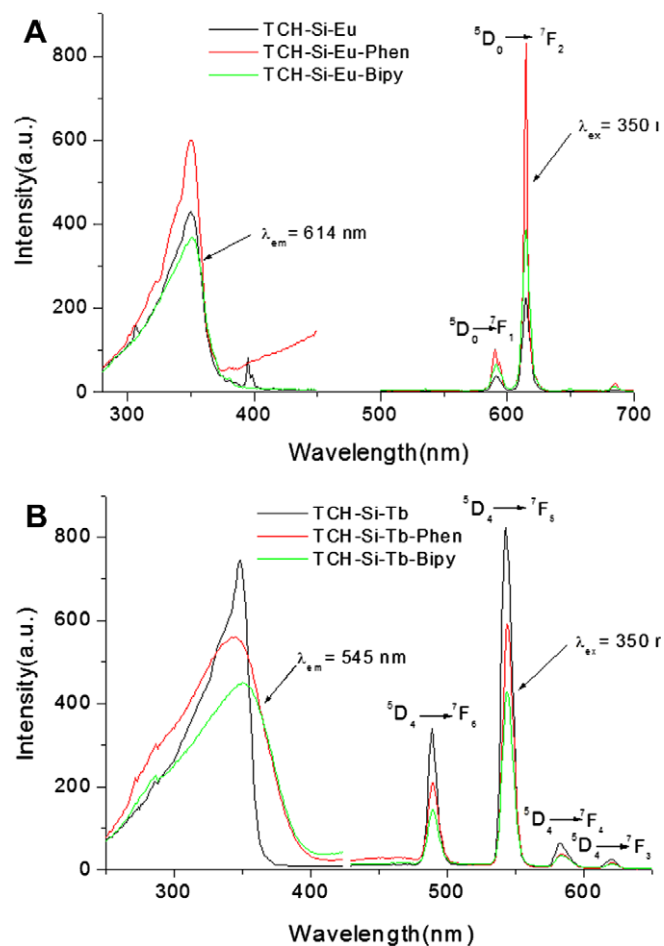 A
TCH-Si-Eu
TCH-Si-Eu-Phen
TCH-Si-Eu-Bipy
⁵D₀ → ⁷F₂
λex = 350 r
λem = 614 nm
⁵D₀→⁷F₁
Intensity(a.u.)
800
600
400
200
0
300
400
500
600
700
Wavelength(nm)
B
TCH-Si-Tb
TCH-Si-Tb-Phen
TCH-Si-Tb-Bipy
⁵D₄ → ⁷F₅
λem = 545 nm
λex = 350 r
⁵D₄ → ⁷F₆
⁵D₄ → ⁷F₄
⁵D₄ → ⁷F₃
Intensity(a.u.)
800
600
400
200
0
300
400
500
600
Wavelength(nm)